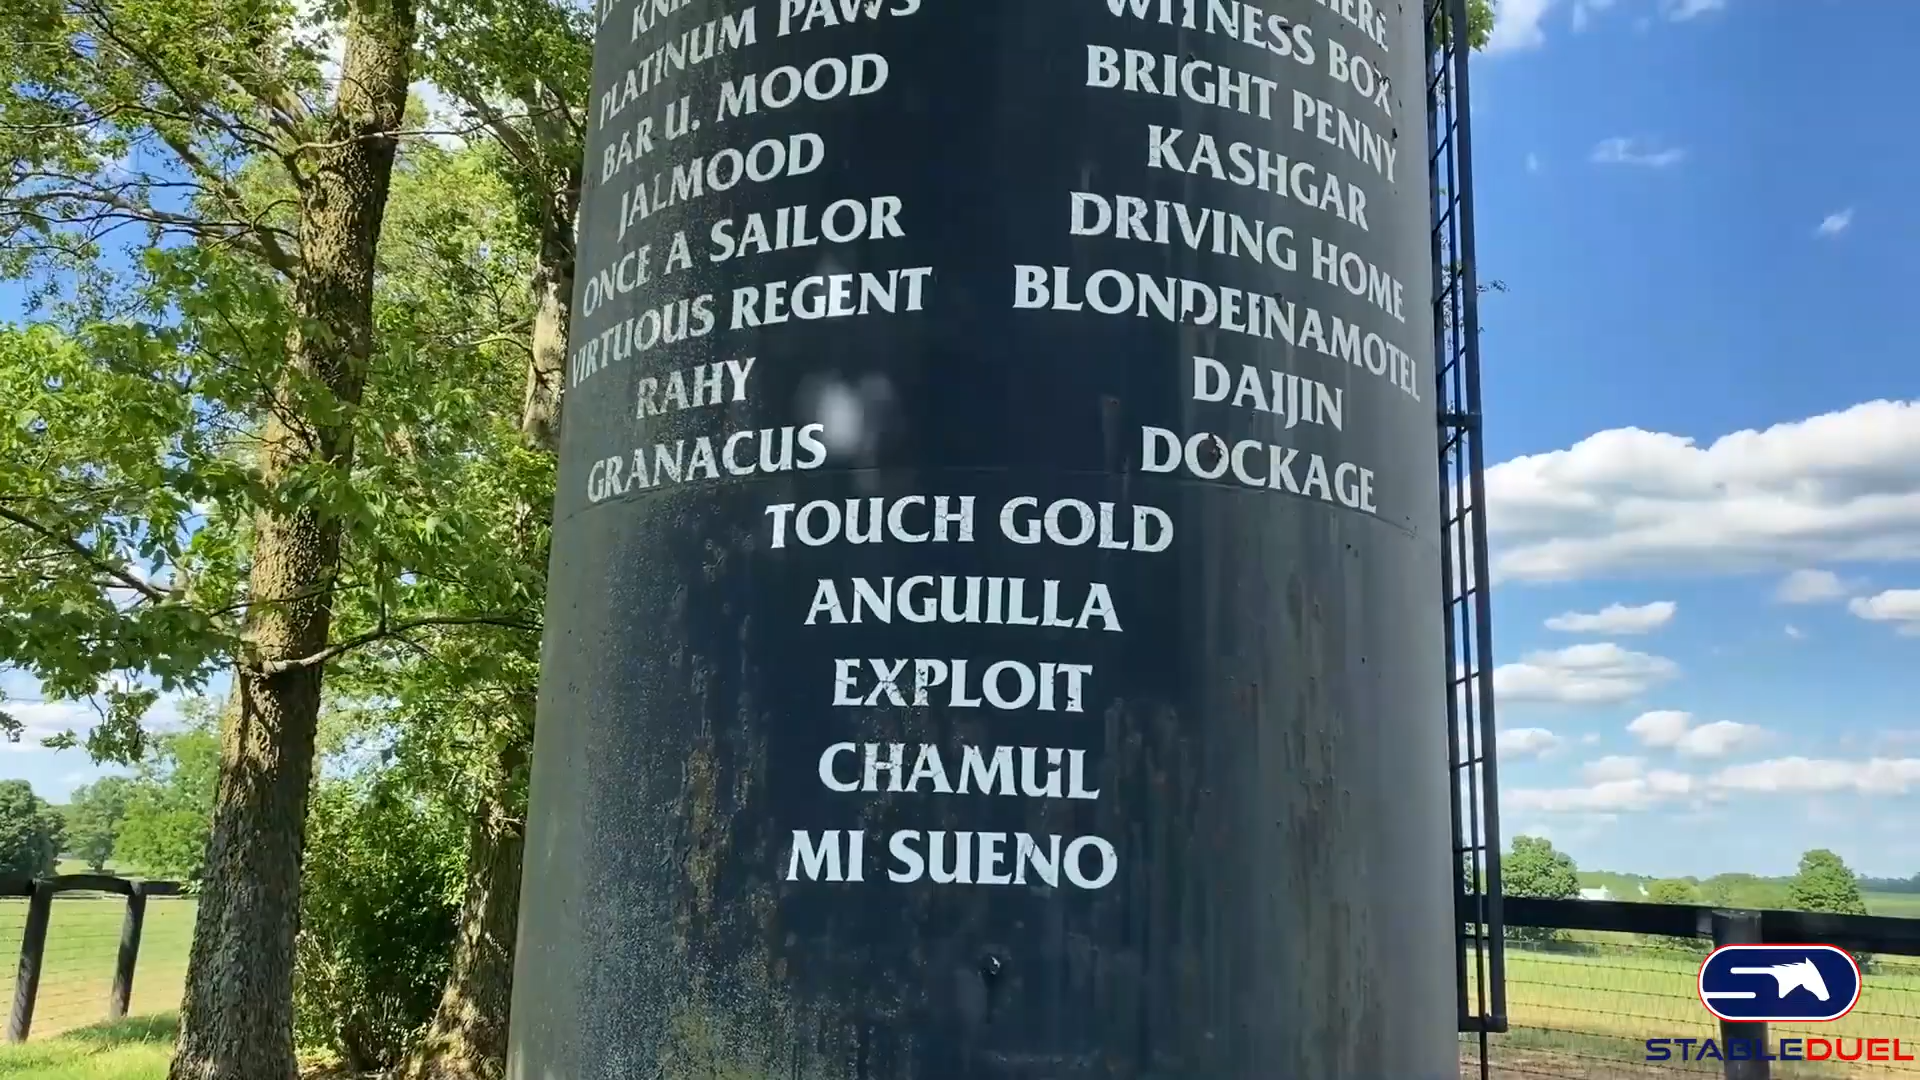 PLATINUM PAWS
BAR U. MOOD
JALMOOD
ONCE A SAILOR
VIRTUOUS REGENT
RAHY
GRANACUS
WITNESS BOX
BRIGHT PENNY
KASHGAR
DRIVING HOME
BLONDEINAMOTEL
DAIJIN
DOCKAGE
TOUCH GOLD
ANGUILLA
EXPLOIT
CHAMUL
MI SUENO
STABLEDUEL